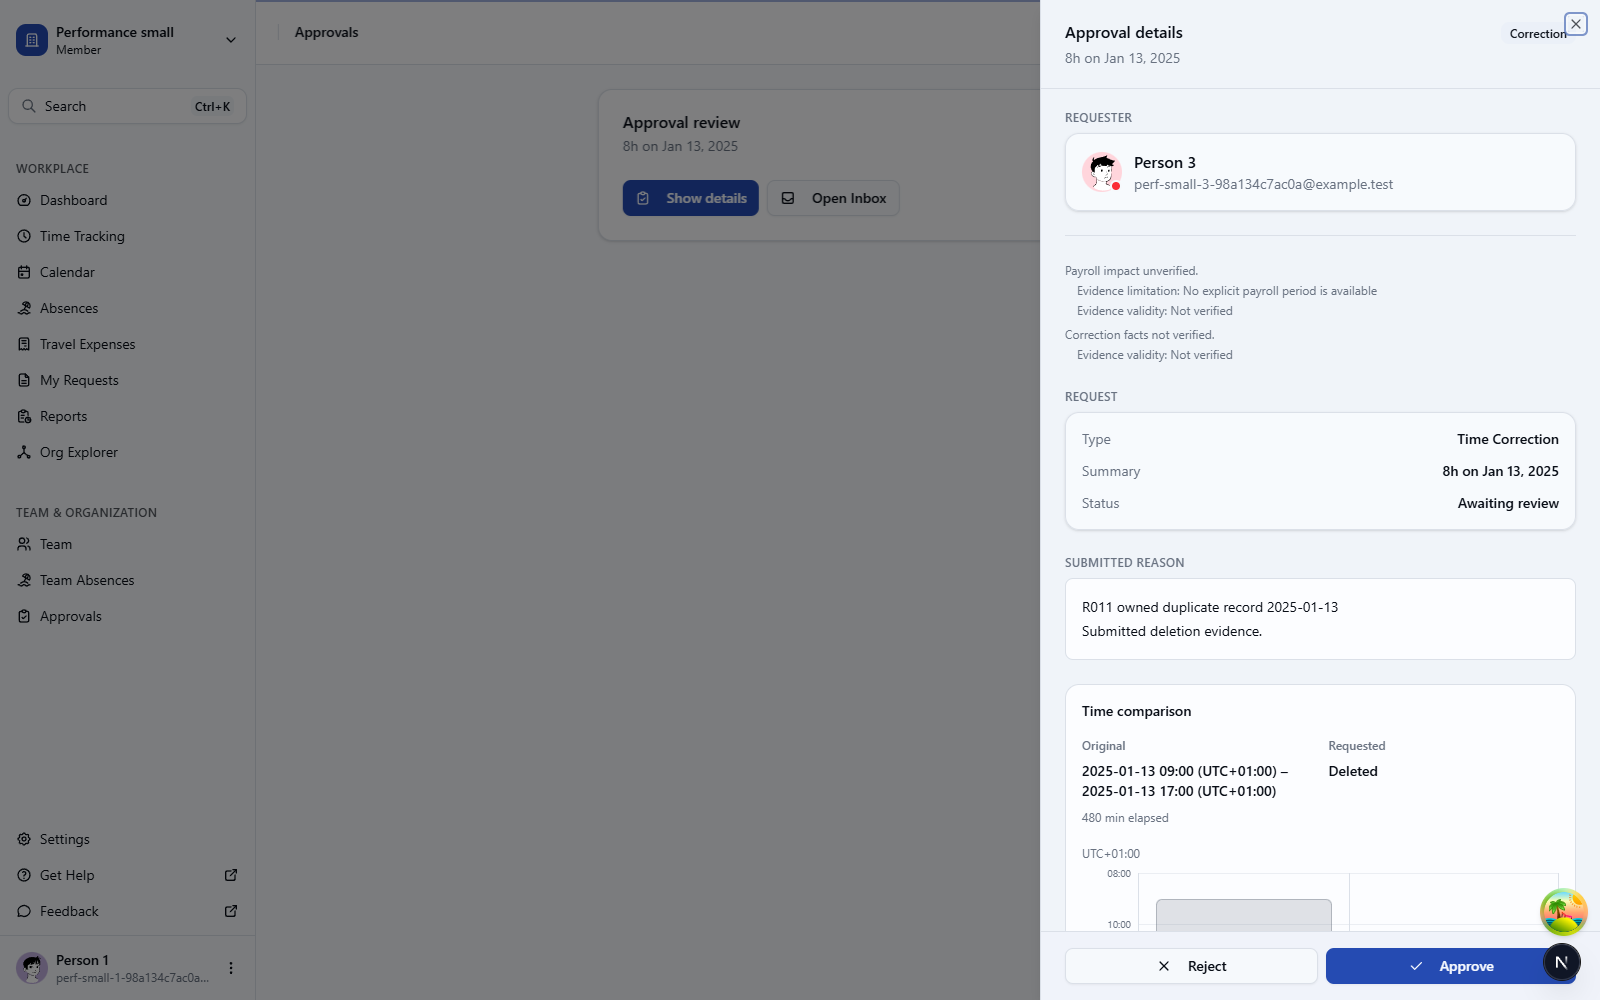 Performance small
Member
Search
Ctrl+K
WORKPLACE
Dashboard
Time Tracking
Calendar
Absences
Travel Expenses
My Requests
Reports
Org Explorer
TEAM & ORGANIZATION
Team
Team Absences
Approvals
Settings
Get Help
Feedback
Person 1
perf-small-1-98a134c7ac0a...
Approvals
Approval review
8h on Jan 13, 2025
Show details
Open Inbox
Approval details
Correction
8h on Jan 13, 2025
REQUESTER
Person 3
perf-small-3-98a134c7ac0a@example.test
Payroll impact unverified.
Evidence limitation: No explicit payroll period is available
Evidence validity: Not verified
Correction facts not verified.
Evidence validity: Not verified
REQUEST
Type
Time Correction
Summary
8h on Jan 13, 2025
Status
Awaiting review
SUBMITTED REASON
R011 owned duplicate record 2025-01-13
Submitted deletion evidence.
Time comparison
Original
2025-01-13 09:00 (UTC+01:00) –
2025-01-13 17:00 (UTC+01:00)
480 min elapsed
Requested
Deleted
UTC+01:00
08:00
10:00
Reject
Approve
N